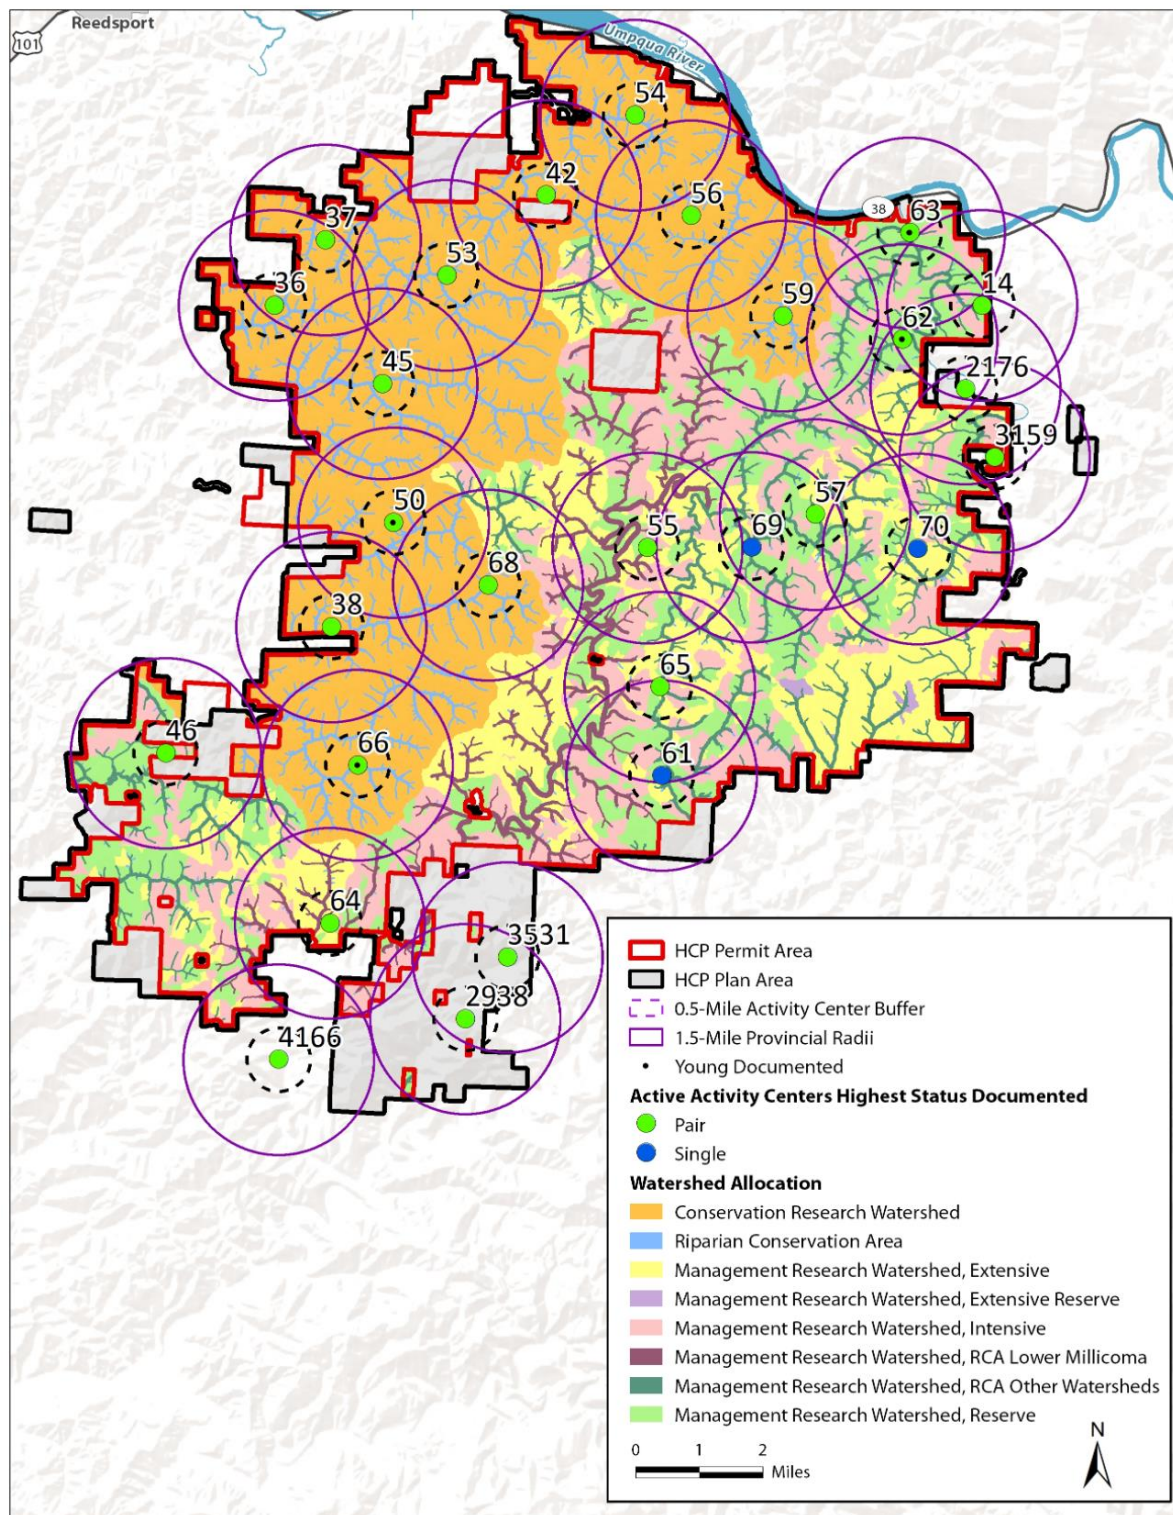 Reedsport
101
Umpqua River
54
42
56
38
63
37
53
36
59
14
62
45
2176
3159
50
57
55
69
70
68
38
65
46
66
61
64
3531
2938
4166
HCP Permit Area
HCP Plan Area
0.5-Mile Activity Center Buffer
1.5-Mile Provincial Radii
Young Documented
Active Activity Centers Highest Status Documented
Pair
Single
Watershed Allocation
Conservation Research Watershed
Riparian Conservation Area
Management Research Watershed, Extensive
Management Research Watershed, Extensive Reserve
Management Research Watershed, Intensive
Management Research Watershed, RCA Lower Millicoma
Management Research Watershed, RCA Other Watersheds
Management Research Watershed, Reserve
N
0 1 2
Miles